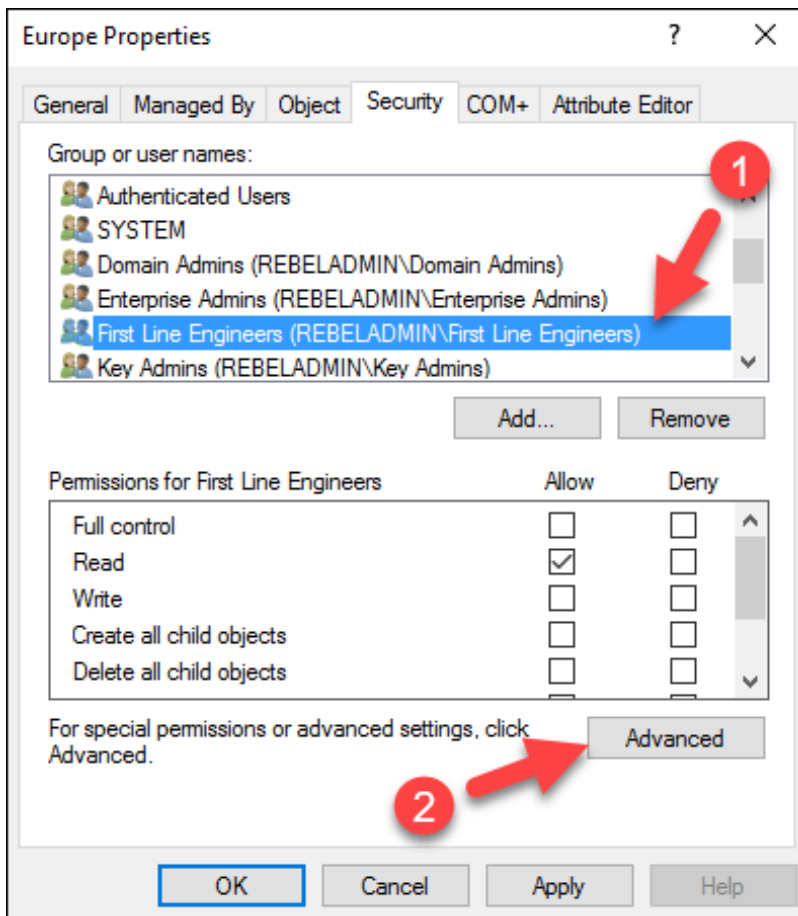 Europe Properties
?
General Managed By Object Security COM+ Attribute Editor
Group or user names:
1
Authenticated Users
SYSTEM
Domain Admins (REBELADMIN\Domain Admins)
Enterprise Admins (REBELADMIN\Enterprise Admins)
First Line Engineers (REBELADMIN\First Line Engineers)
Key Admins (REBELADMIN\Key Admins)
Add... Remove
Permissions for First Line Engineers Allow Deny
Full control
Read
Write
Create all child objects
Delete all child objects
For special permissions or advanced settings, click
Advanced.
Advanced
2
OK Cancel Apply Help